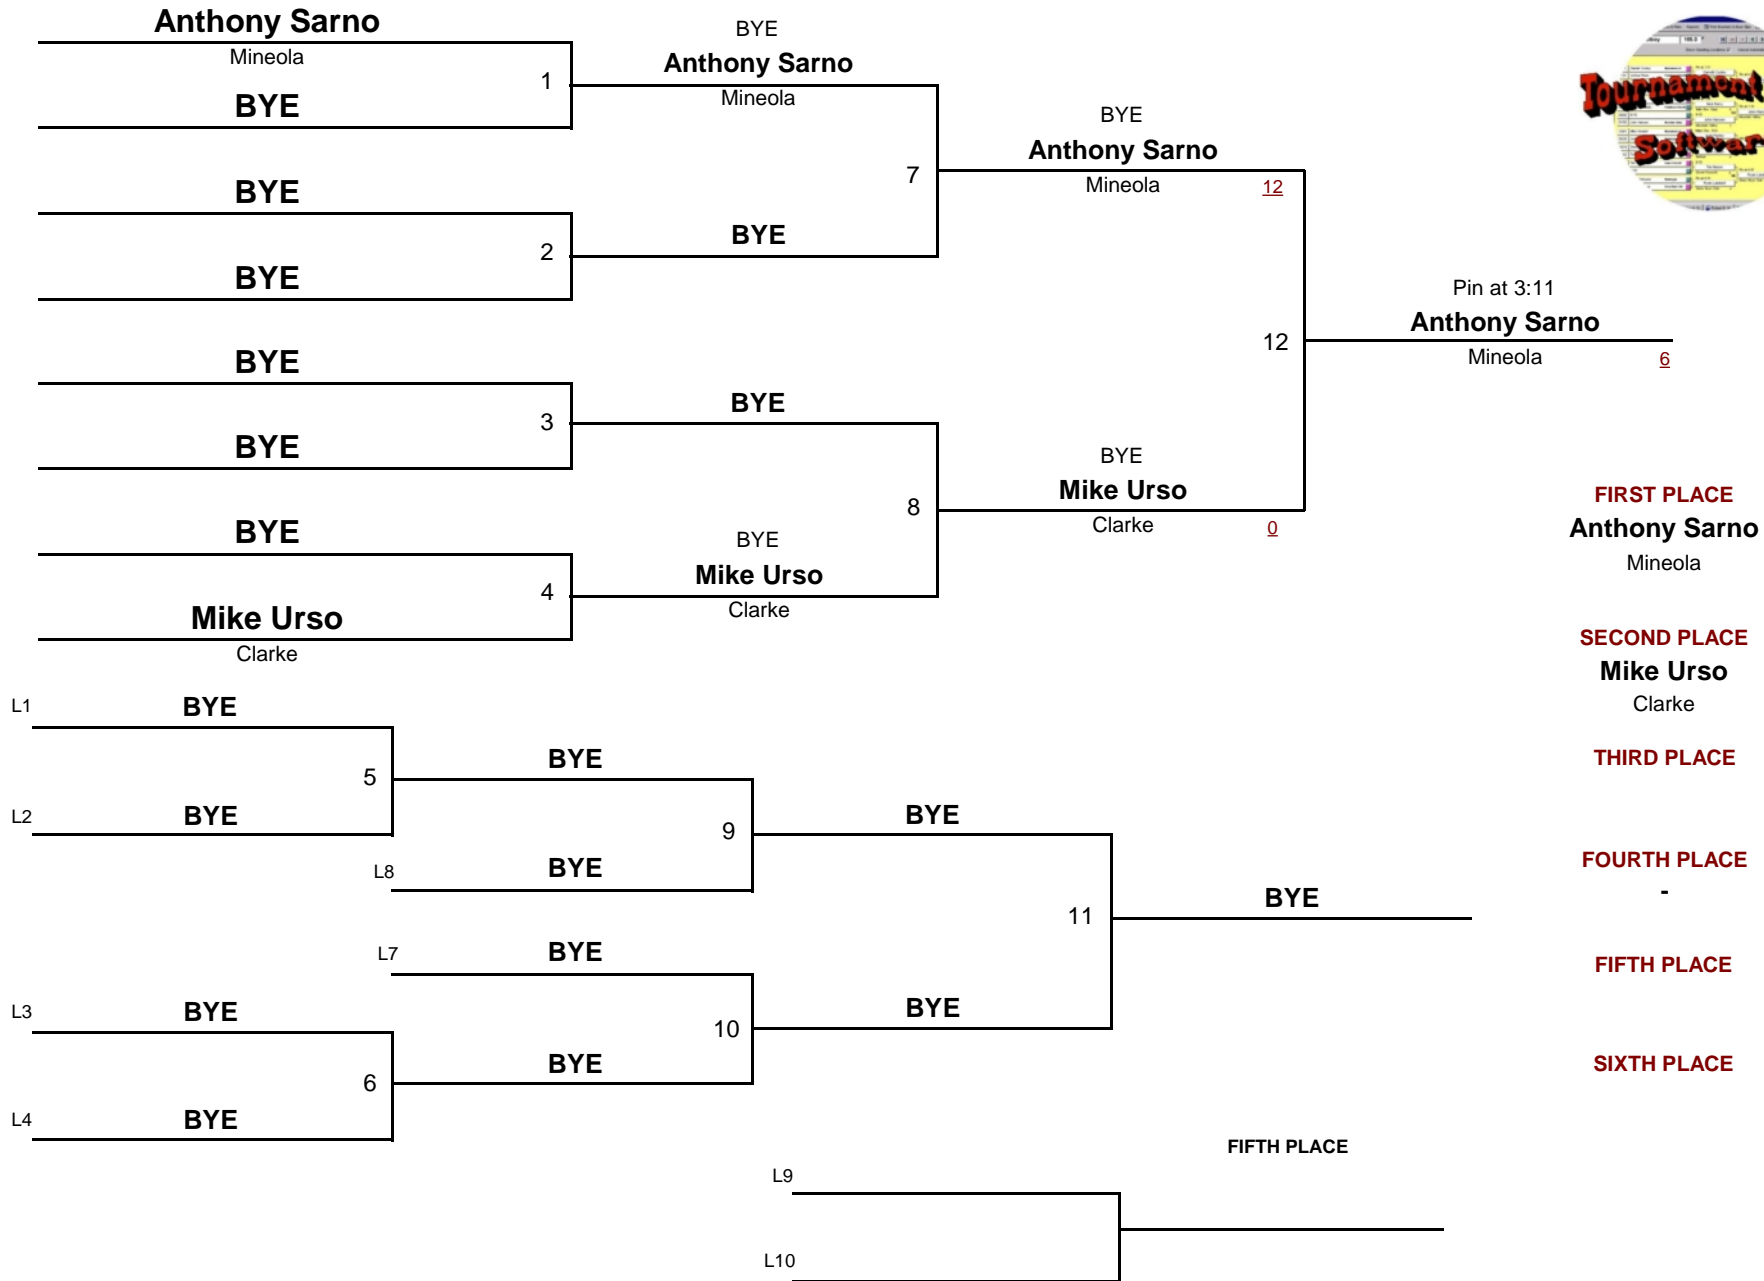 Anthony Sarno
Mineola
BYE
1
BYE
BYE
2
BYE
BYE
3
BYE
BYE
4
Mike Urso
Clarke
BYE
Anthony Sarno
Mineola
7
BYE
BYE
8
BYE
Mike Urso
Clarke
BYE
Anthony Sarno
Mineola
12
12
BYE
Mike Urso
Clarke
0
Pin at 3:11
Anthony Sarno
Mineola
6
Tournament
Softwar
FIRST PLACE
Anthony Sarno
Mineola
SECOND PLACE
Mike Urso
Clarke
THIRD PLACE
FOURTH PLACE
-
FIFTH PLACE
SIXTH PLACE
L1
BYE
5
L2
BYE
BYE
9
L8
BYE
BYE
L7
BYE
10
L3
BYE
6
BYE
L4
BYE
BYE
11
BYE
FIFTH PLACE
L9
L10